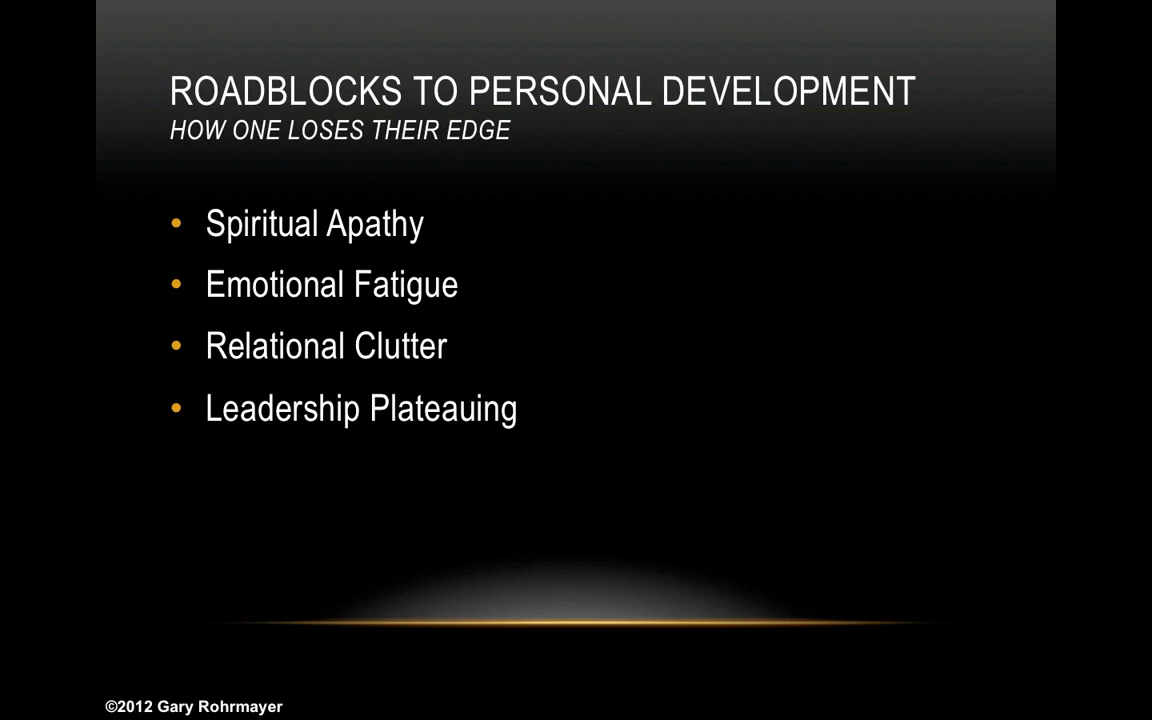 ROADBLOCKS TO PERSONAL DEVELOPMENT
HOW ONE LOSES THEIR EDGE
• Spiritual Apathy
• Emotional Fatigue
• Relational Clutter
• Leadership Plateauing
©2012 Gary Rohrmayer